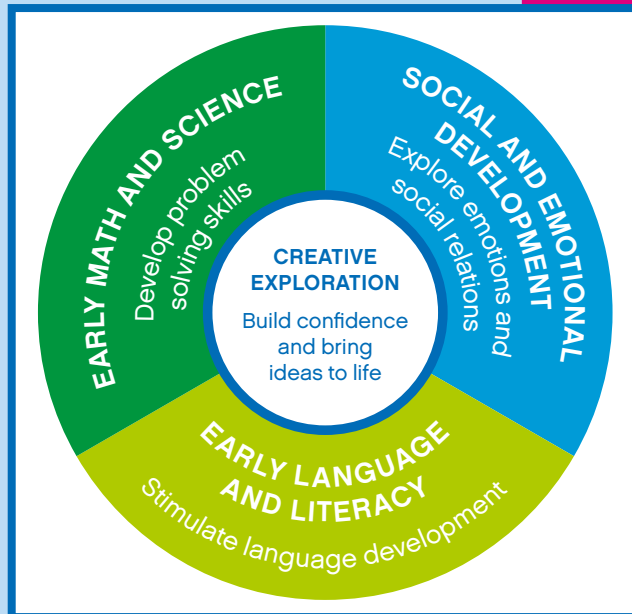 EARLY MATH AND SCIENCE
Develop problem
solving skills
SOCIAL AND EMOTIONAL
DEVELOPMENT
Explore emotions and
social relations
CREATIVE
EXPLORATION
Build confidence
and bring
ideas to life
EARLY LANGUAGE
AND LITERACY
Stimulate language development